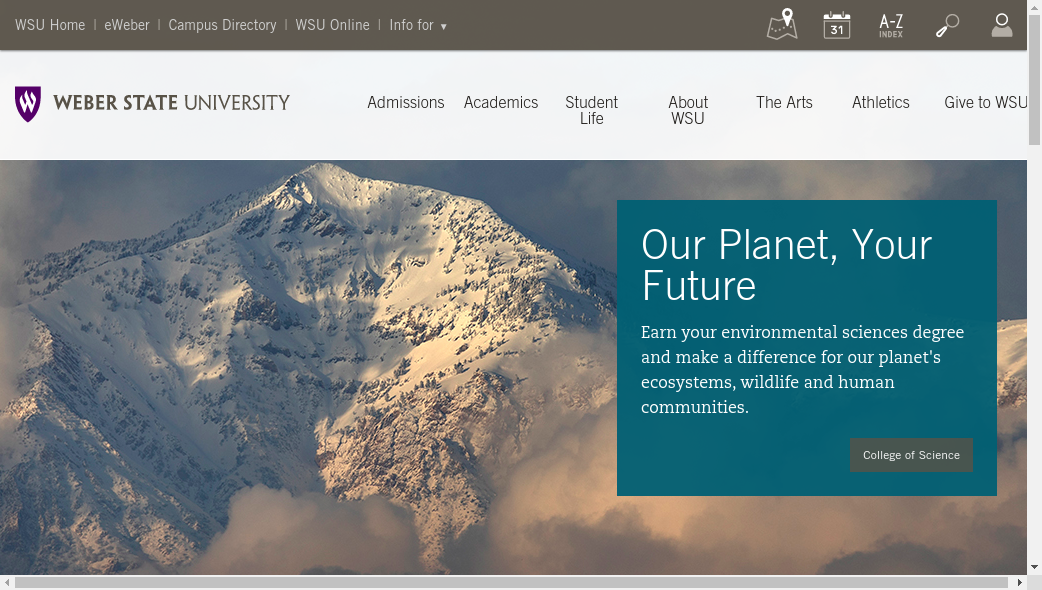 WSU Home | eWeber | Campus Directory | WSU Online | Info for ▼
31
A-Z
INDEX
WEBER STATE UNIVERSITY
Admissions
Academics
Student
Life
About
WSU
The Arts
Athletics
Give to WSU
Our Planet, Your
Future
Earn your environmental sciences degree
and make a difference for our planet's
ecosystems, wildlife and human
communities.
College of Science